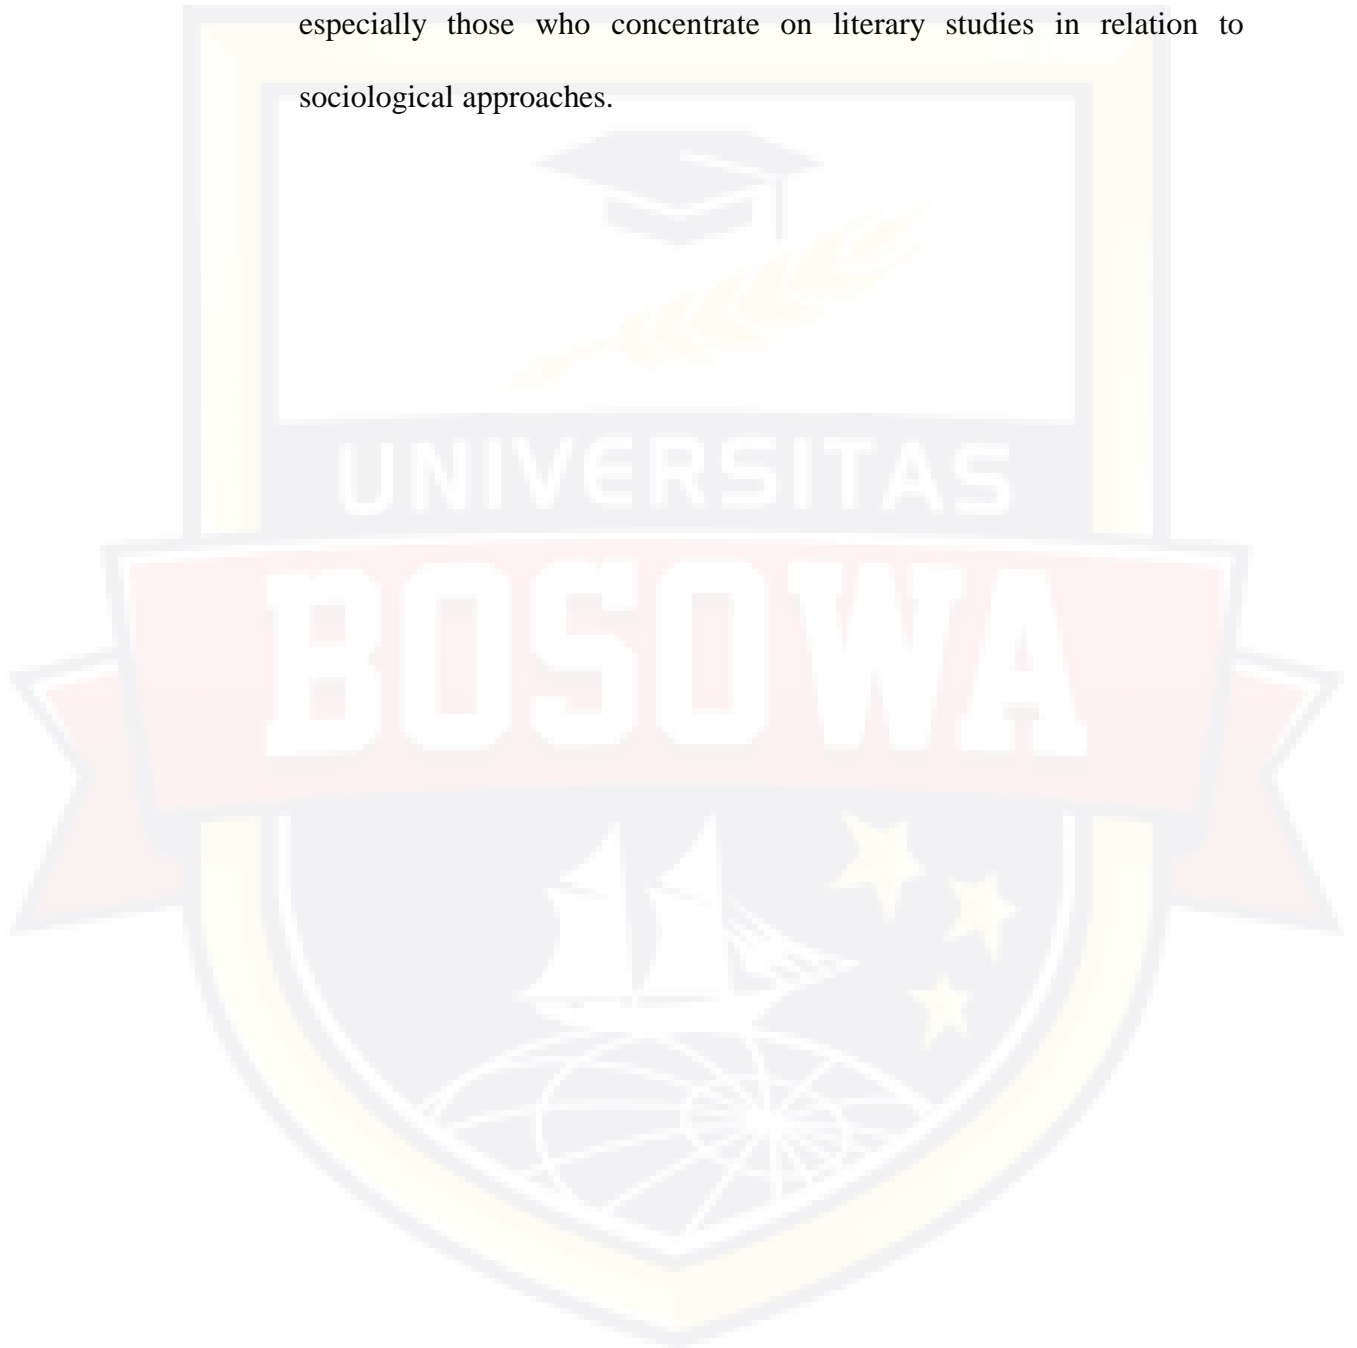 especially those who concentrate on literary studies in relation to
sociological approaches.
UNIVERSITAS
BOSOWA